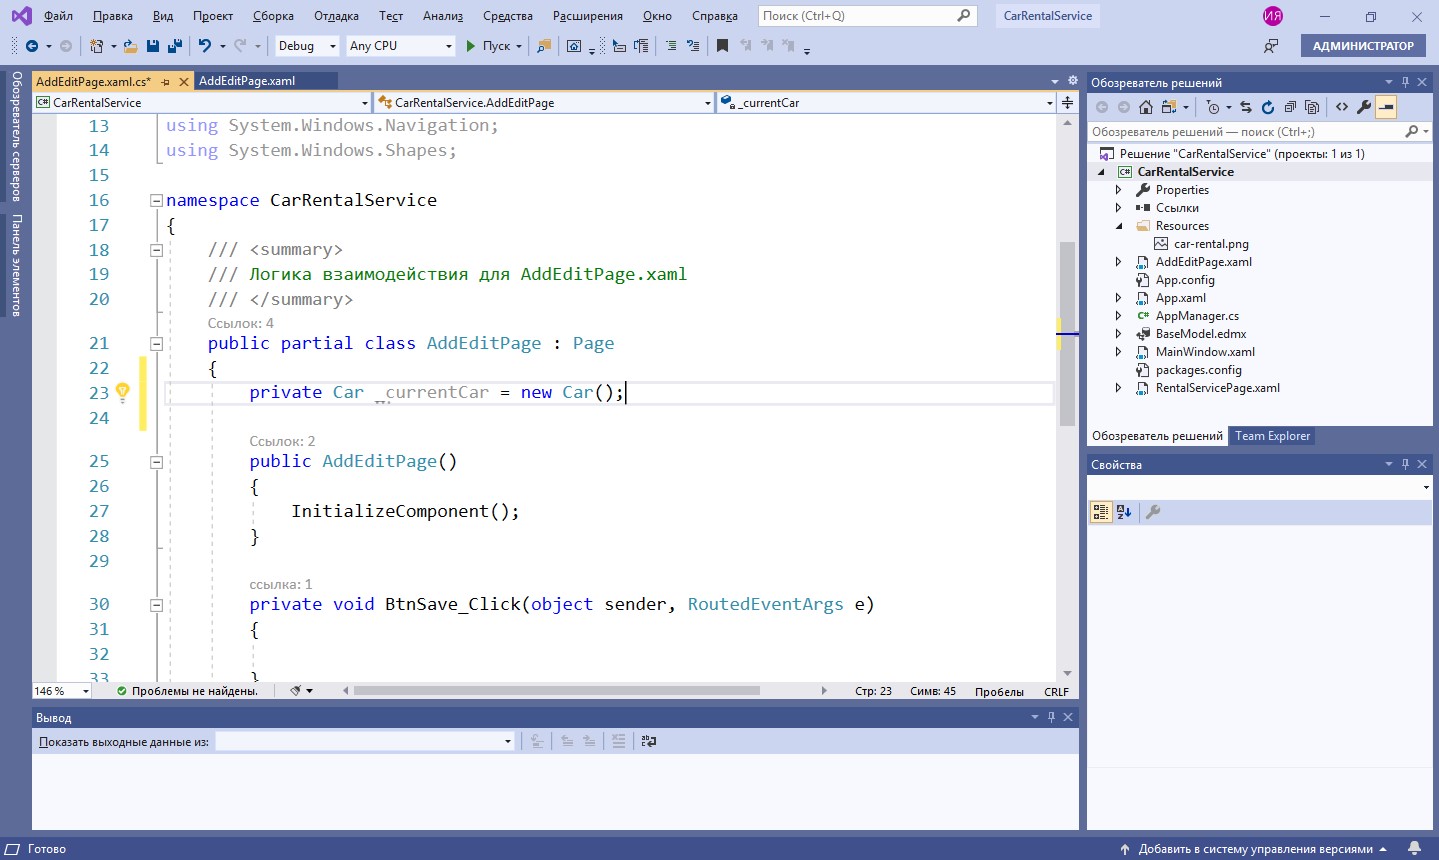 Файл Правка Вид Проект Сборка Отладка Тест Анализ Средства Расширения Окно Справка Поиск (Ctrl+Q) CarRentalService ИЯ
Debug Any CPU Пуск АДМИНИСТРАТОР
Обозреватель серверов
Панель элементов
AddEditPage.xaml.cs* AddEditPage.xaml
CarRentalService CarRentalService.AddEditPage _currentCar
13 using System.Windows.Navigation;
14 using System.Windows.Shapes;
15
16 namespace CarRentalService
17 {
18 /// <summary>
19 /// Логика взаимодействия для AddEditPage.xaml
20 /// </summary>
Ссылок: 4
21 public partial class AddEditPage : Page
22 {
23 private Car _currentCar = new Car();
24
Ссылок: 2
25 public AddEditPage()
26 {
27 InitializeComponent();
28 }
29
ссылка: 1
30 private void BtnSave_Click(object sender, RoutedEventArgs e)
31 {
32
33 }
146 % Проблемы не найдены. Стр: 23 Симв: 45 Пробелы CRLF
Вывод
Показать выходные данные из:
Обозреватель решений
Обозреватель решений — поиск (Ctrl+;)
Решение "CarRentalService" (проекты: 1 из 1)
CarRentalService
Properties
Ссылки
Resources
car-rental.png
AddEditPage.xaml
App.config
App.xaml
AppManager.cs
BaseModel.edmx
MainWindow.xaml
packages.config
RentalServicePage.xaml
Обозреватель решений Team Explorer
Свойства
Готово Добавить в систему управления версиями